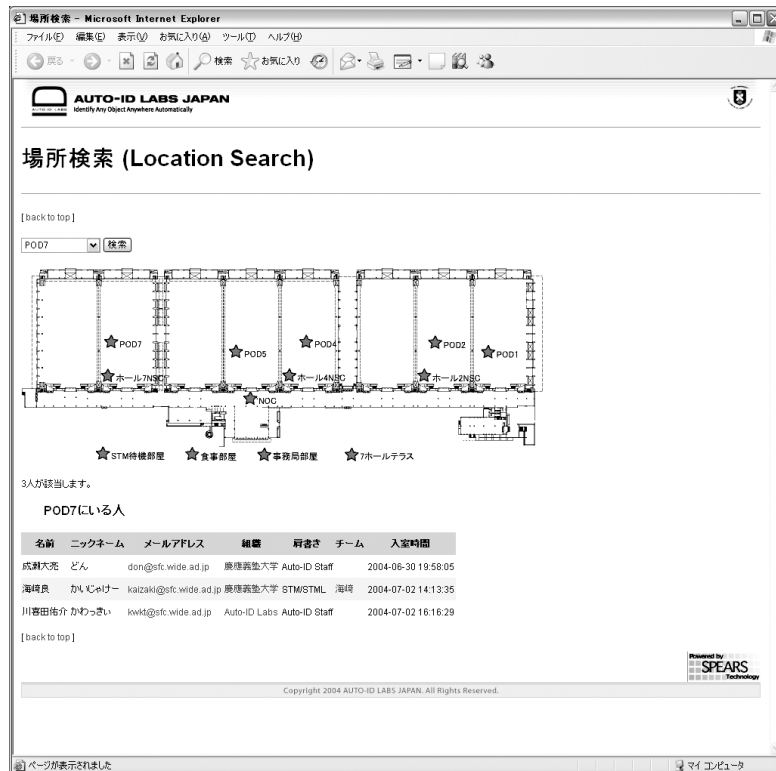 場所検索 - Microsoft Internet Explorer
ファイル(F) 編集(E) 表示(V) お気に入り(A) ツール(T) ヘルプ(H)
戻る 検索 お気に入り
AUTO-ID LABS JAPAN
Identify Any Object Anywhere Automatically
場所検索 (Location Search)
[ back to top ]
POD7 検索
POD7 POD5 POD4 POD2 POD1
ホール7NSC ホール4NSC ホール2NSC
NOC
STM待機部屋 食事部屋 事務局部屋 7ホールテラス
3人が該当します。
POD7にいる人
名前 ニックネーム メールアドレス 組織 肩書き チーム 入室時間
成瀬大亮 どん don@sfc.wide.ad.jp 慶應義塾大学 Auto-ID Staff 2004-06-30 19:58:05
海崎良 かいじゃけー kaizaki@sfc.wide.ad.jp 慶應義塾大学 STM/STML 海崎 2004-07-02 14:13:35
川喜田佑介 かわっきぃ kwkt@sfc.wide.ad.jp Auto-ID Labs Auto-ID Staff 2004-07-02 16:16:29
[ back to top ]
Powered by
SPEARS
Technology
Copyright 2004 AUTO-ID LABS JAPAN. All Rights Reserved.
ページが表示されました マイ コンピュータ